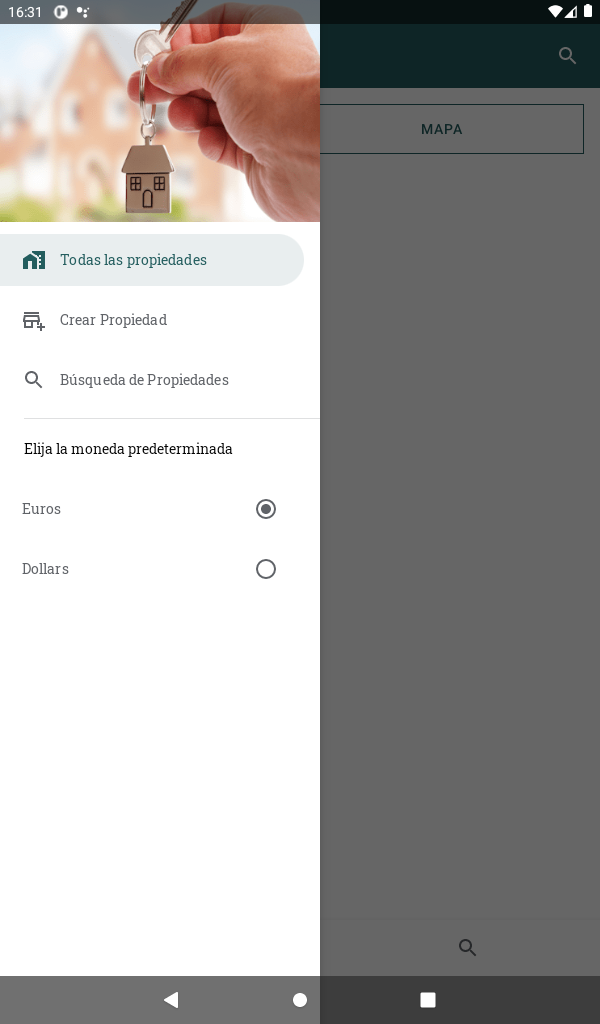 16:31
MAPA
Todas las propiedades
Crear Propiedad
Búsqueda de Propiedades
Elija la moneda predeterminada
Euros
Dollars